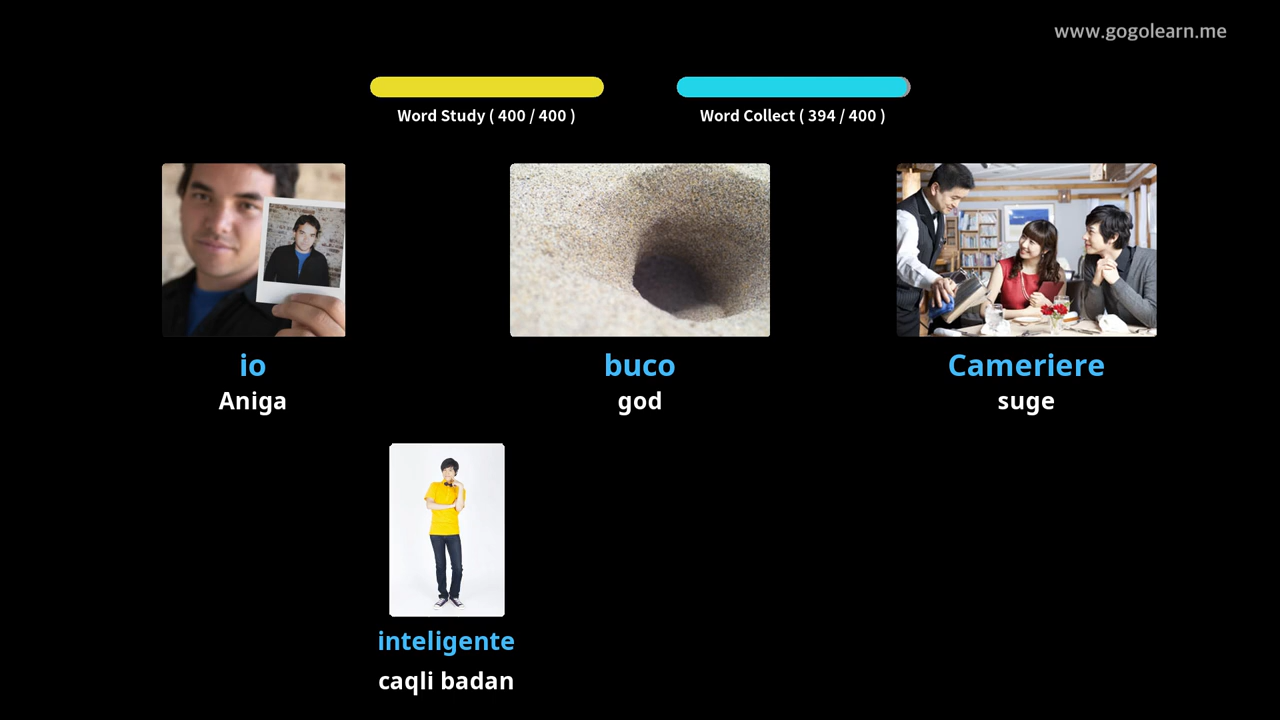 www.gogolearn.me
Word Study ( 400 / 400 )
Word Collect ( 394 / 400 )
io
Aniga
buco
god
Cameriere
suge
inteligente
caqli badan